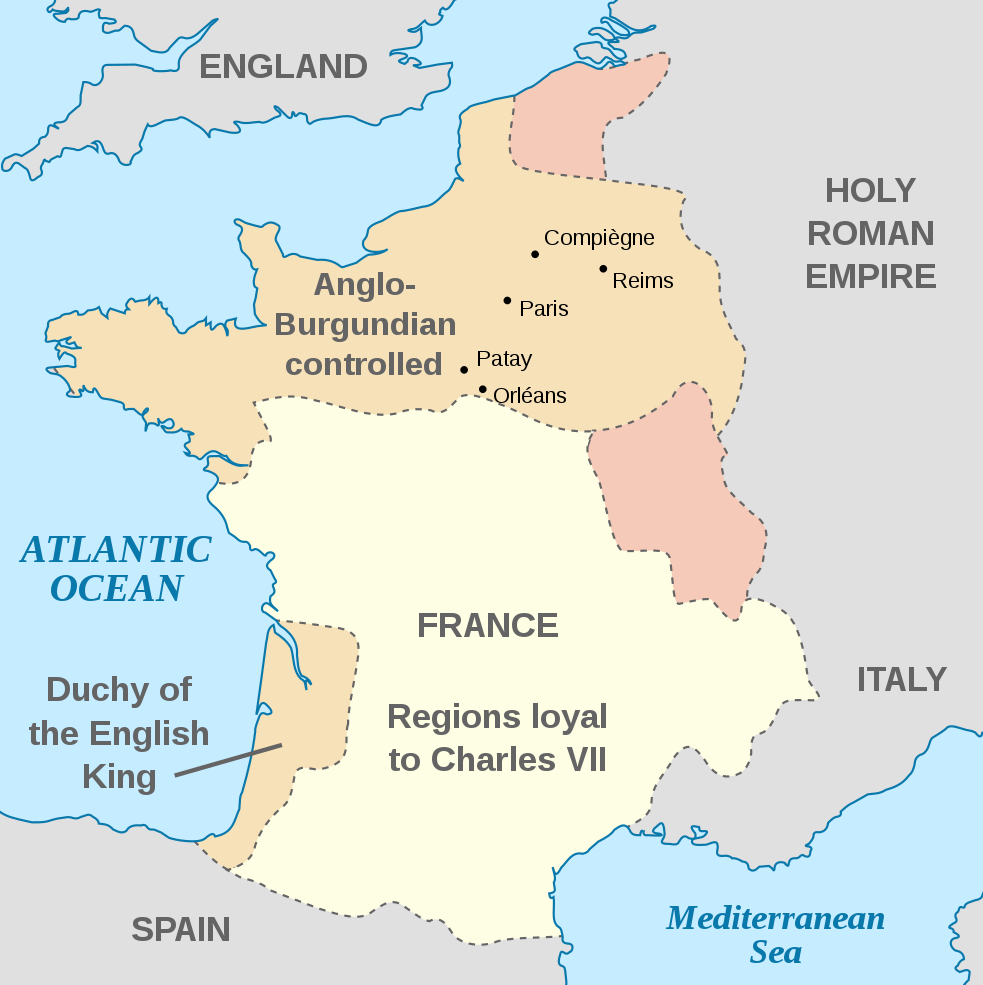 ENGLAND
HOLY
ROMAN
EMPIRE
Compiègne
Reims
Anglo-
Burgundian
controlled
Paris
Patay
Orléans
ATLANTIC
OCEAN
FRANCE
ITALY
Duchy of
the English
King
Regions loyal
to Charles VII
SPAIN
Mediterranean
Sea